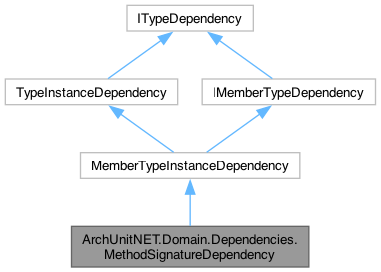 ITypeDependency
TypeInstanceDependency
IMemberTypeDependency
MemberTypeInstanceDependency
ArchUnitNET.Domain.Dependencies.
MethodSignatureDependency